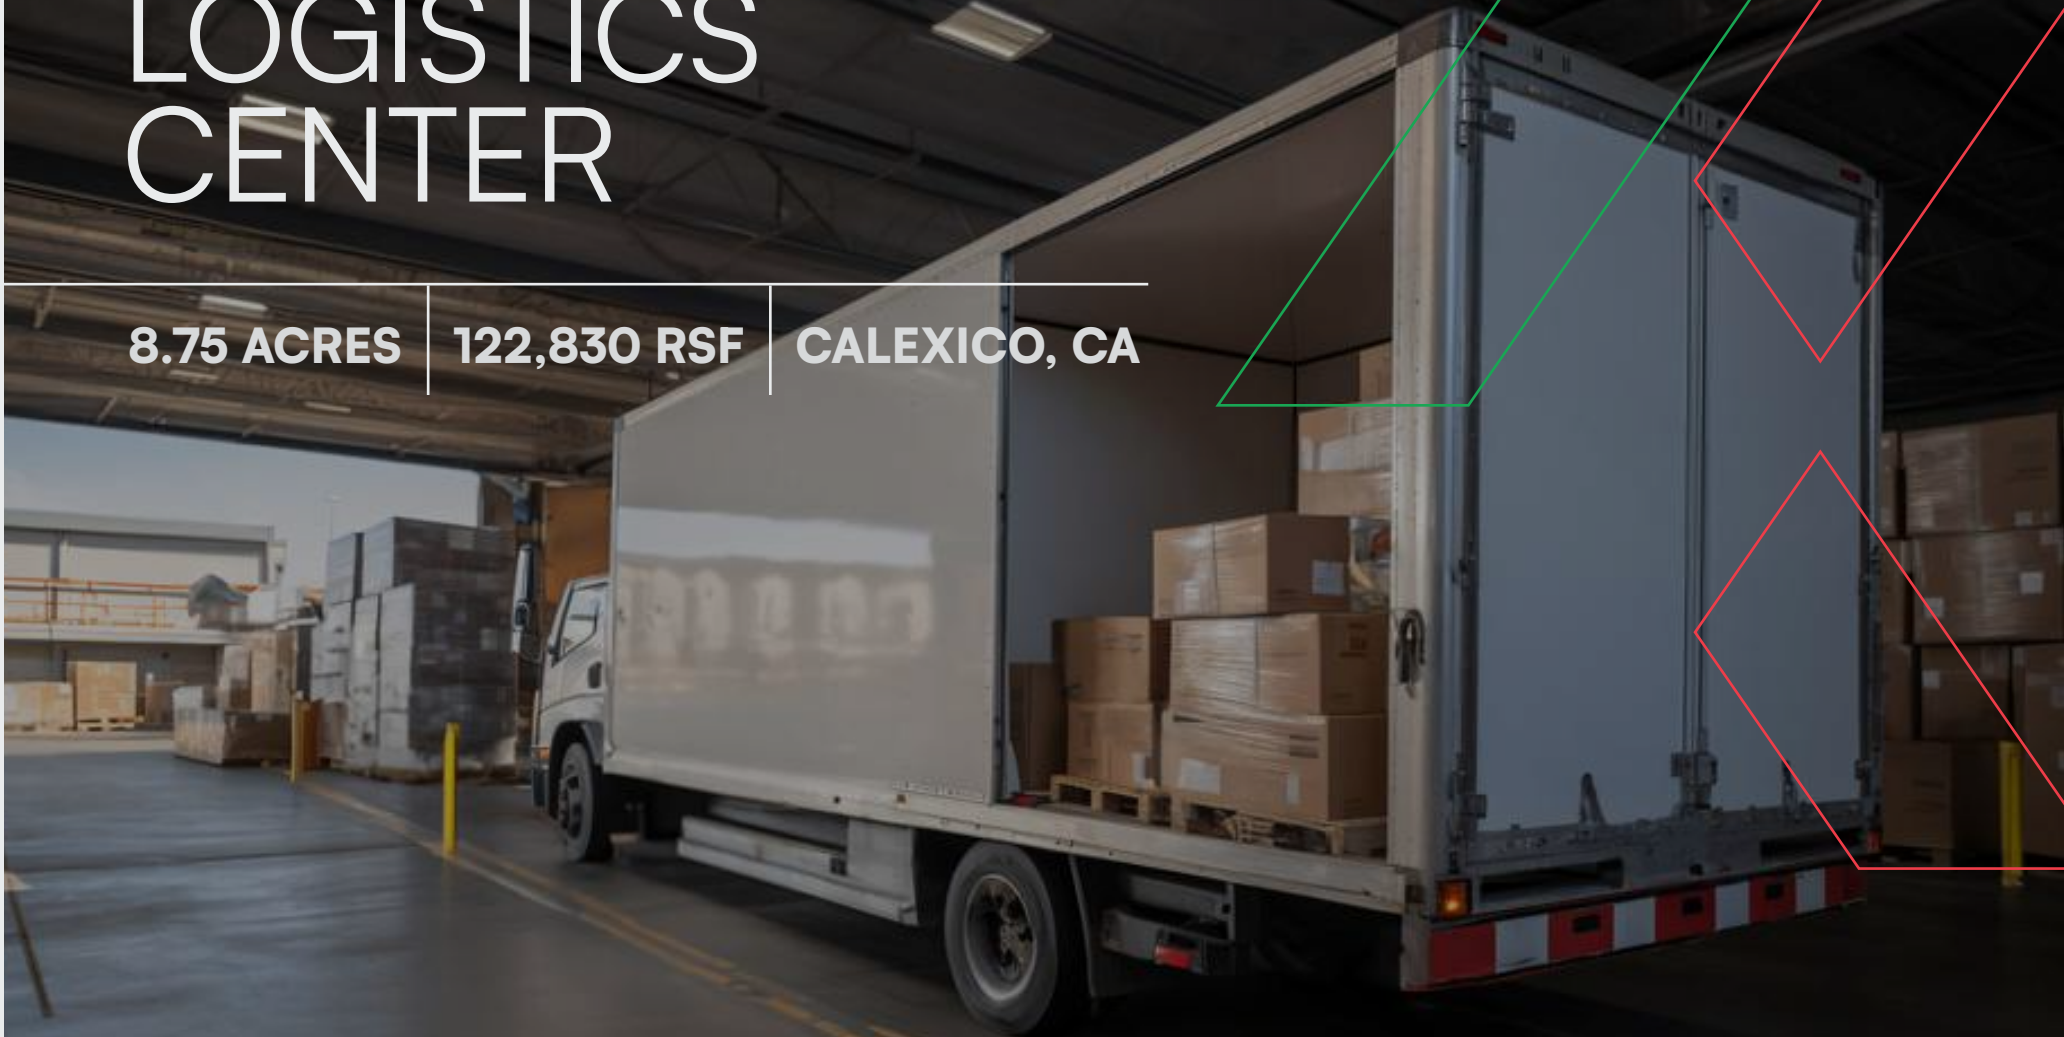 LOGISTICS
CENTER
8.75 ACRES
122,830 RSF
CALEXICO, CA